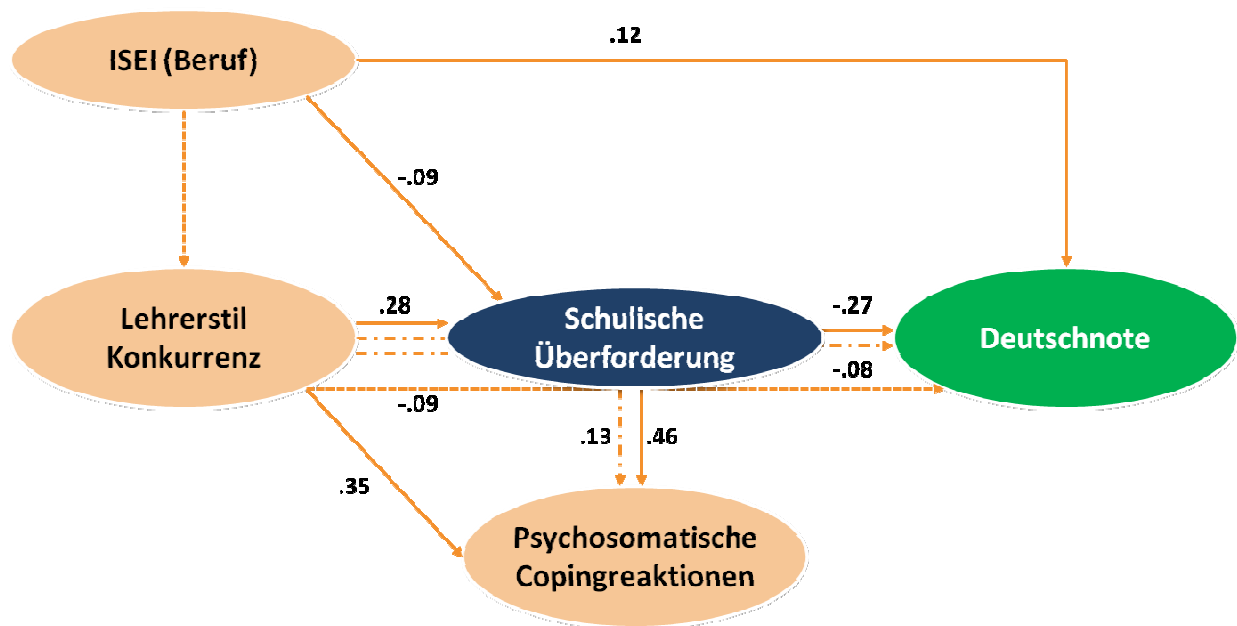 ISEI (Beruf)
.12
-.09
Lehrerstil
Konkurrenz
.28
Schulische
Überforderung
-.27
Deutschnote
-.08
-.09
.13
.46
.35
Psychosomatische
Copingreaktionen